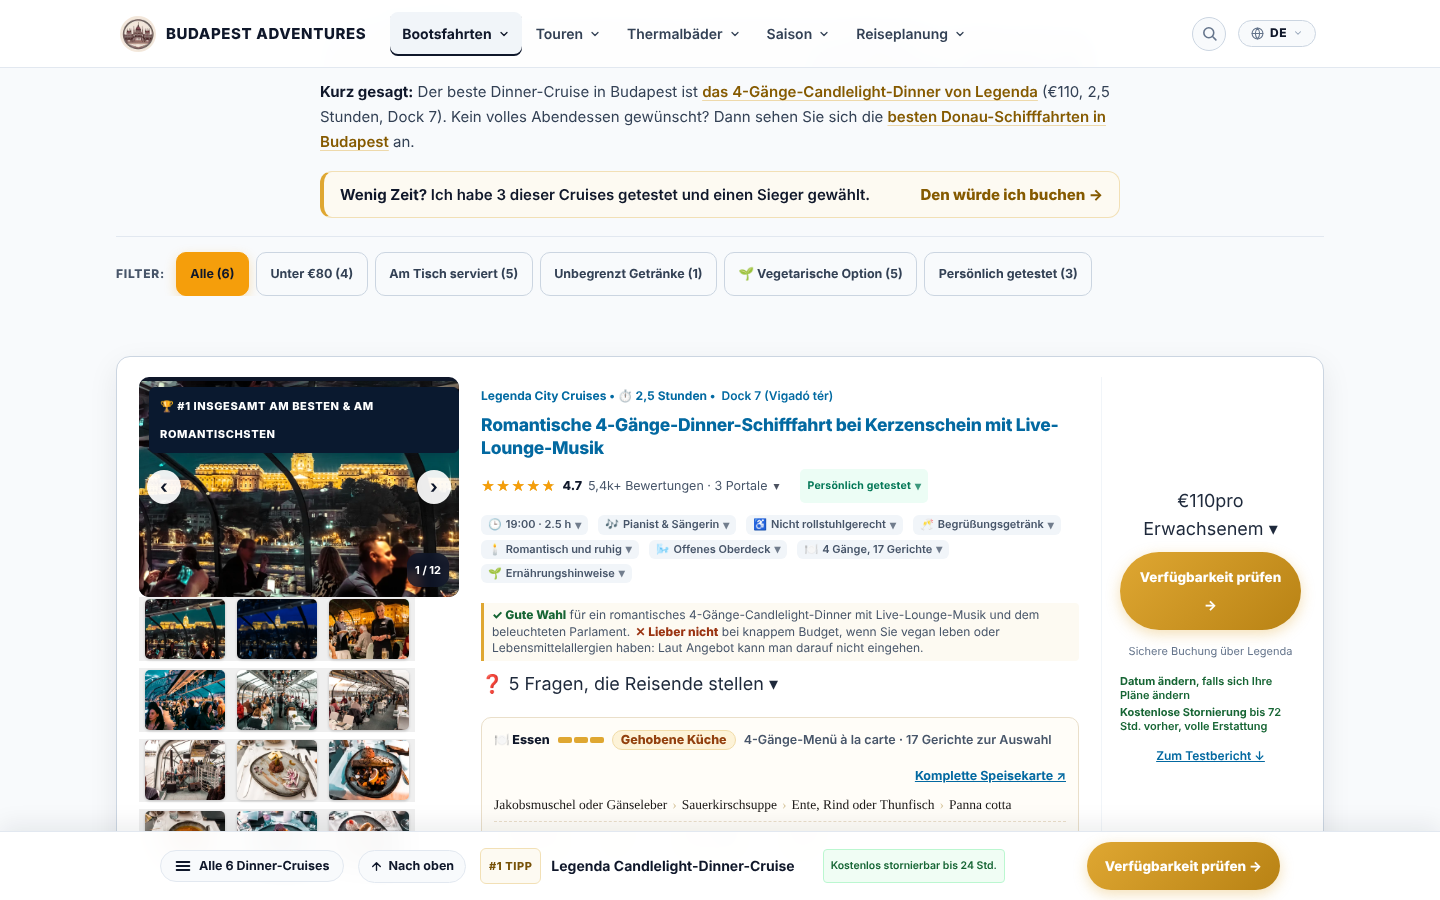 BUDAPEST ADVENTURES
Bootsfahrten
Touren
Thermalbäder
Saison
Reiseplanung
DE
Kurz gesagt: Der beste Dinner-Cruise in Budapest ist das 4-Gänge-Candlelight-Dinner von Legenda (€110, 2,5
Stunden, Dock 7). Kein volles Abendessen gewünscht? Dann sehen Sie sich die besten Donau-Schifffahrten in
Budapest an.
Wenig Zeit? Ich habe 3 dieser Cruises getestet und einen Sieger gewählt.
Den würde ich buchen →
FILTER:
Alle (6)
Unter €80 (4)
Am Tisch serviert (5)
Unbegrenzt Getränke (1)
🌱 Vegetarische Option (5)
Persönlich getestet (3)
🏆 #1 INSGESAMT AM BESTEN & AM
ROMANTISCHSTEN
‹
›
1 / 12
Legenda City Cruises • ⏱️ 2,5 Stunden • Dock 7 (Vigadó tér)
Romantische 4-Gänge-Dinner-Schifffahrt bei Kerzenschein mit Live-
Lounge-Musik
★★★★★ 4.7 5,4k+ Bewertungen · 3 Portale ▾
Persönlich getestet ▾
🕒 19:00 · 2.5 h ▾
🎶 Pianist & Sängerin ▾
♿ Nicht rollstuhlgerecht ▾
🥂 Begrüßungsgetränk ▾
🕯️ Romantisch und ruhig ▾
🌬️ Offenes Oberdeck ▾
🍽️ 4 Gänge, 17 Gerichte ▾
🌱 Ernährungshinweise ▾
✓ Gute Wahl für ein romantisches 4-Gänge-Candlelight-Dinner mit Live-Lounge-Musik und dem
beleuchteten Parlament. ✕ Lieber nicht bei knappem Budget, wenn Sie vegan leben oder
Lebensmittelallergien haben: Laut Angebot kann man darauf nicht eingehen.
❓ 5 Fragen, die Reisende stellen ▾
🍽️ Essen
Gehobene Küche
4-Gänge-Menü à la carte · 17 Gerichte zur Auswahl
Komplette Speisekarte ↗
Jakobsmuschel oder Gänseleber › Sauerkirschsuppe › Ente, Rind oder Thunfisch › Panna cotta
€110pro
Erwachsenem ▾
Verfügbarkeit prüfen
→
Sichere Buchung über Legenda
Datum ändern, falls sich Ihre
Pläne ändern
Kostenlose Stornierung bis 72
Std. vorher, volle Erstattung
Zum Testbericht ↓
Alle 6 Dinner-Cruises
↑ Nach oben
#1 TIPP
Legenda Candlelight-Dinner-Cruise
Kostenlos stornierbar bis 24 Std.
Verfügbarkeit prüfen →